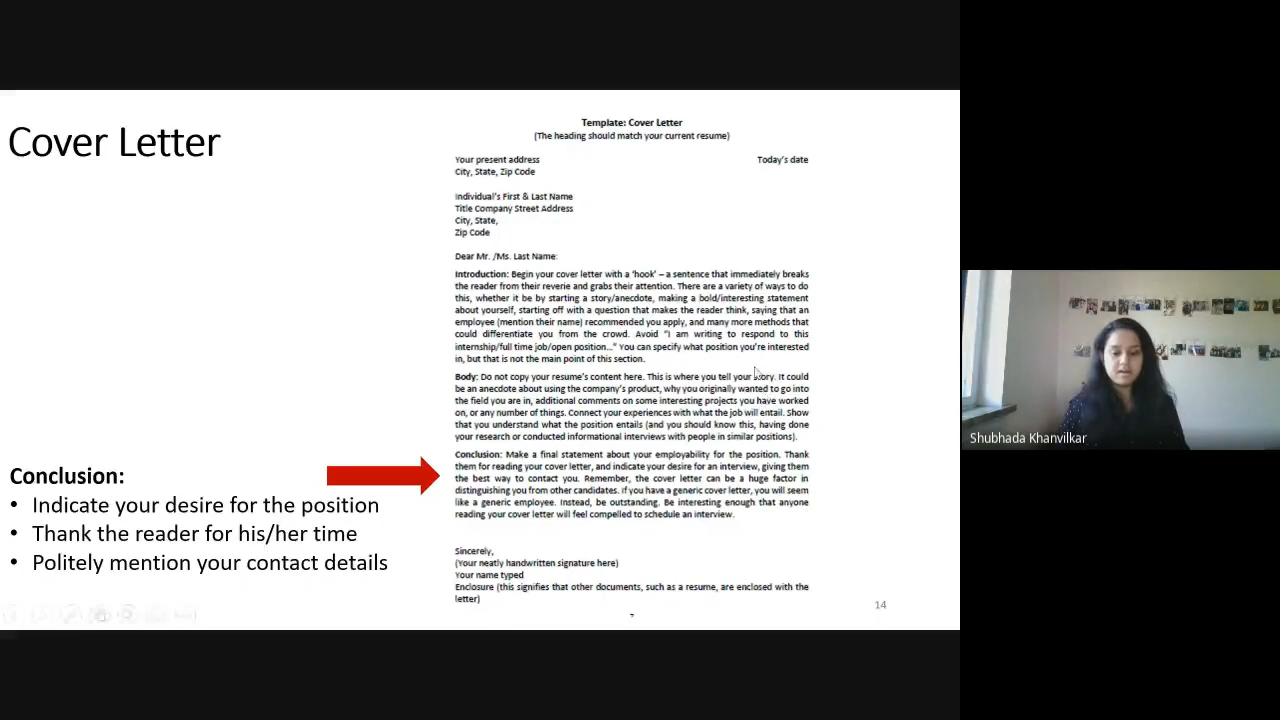 Cover Letter
Template: Cover Letter
(The heading should match your current resume)
Your present address
Today's date
City, State, Zip Code
Individual's First & Last Name
Title Company Street Address
City, State,
Zip Code
Dear Mr. /Ms. Last Name:
Introduction: Begin your cover letter with a 'hook' – a sentence that immediately breaks
the reader from their reverie and grabs their attention. There are a variety of ways to do
this, whether it be by starting a story/anecdote, making a bold/interesting statement
about yourself, starting off with a question that makes the reader think, saying that an
employee (mention their name) recommended you apply, and many more methods that
could differentiate you from the crowd. Avoid "I am writing to respond to this
internship/full time job/open position..." You can specify what position you're interested
in, but that is not the main point of this section.
Body: Do not copy your resume's content here. This is where you tell your story. It could
be an anecdote about using the company's product, why you originally wanted to go into
the field you are in, additional comments on some interesting projects you have worked
on, or any number of things. Connect your experiences with what the job will entail. Show
that you understand what the position entails (and you should know this, having done
your research or conducted informational interviews with people in similar positions).
Conclusion: Make a final statement about your employability for the position. Thank
them for reading your cover letter, and indicate your desire for an interview, giving them
the best way to contact you. Remember, the cover letter can be a huge factor in
distinguishing you from other candidates. If you have a generic cover letter, you will seem
like a generic employee. Instead, be outstanding. Be interesting enough that anyone
reading your cover letter will feel compelled to schedule an interview.
Sincerely,
(Your neatly handwritten signature here)
Your name typed
Enclosure (this signifies that other documents, such as a resume, are enclosed with the
letter)
Conclusion:
• Indicate your desire for the position
• Thank the reader for his/her time
• Politely mention your contact details
14
Shubhada Khanvilkar